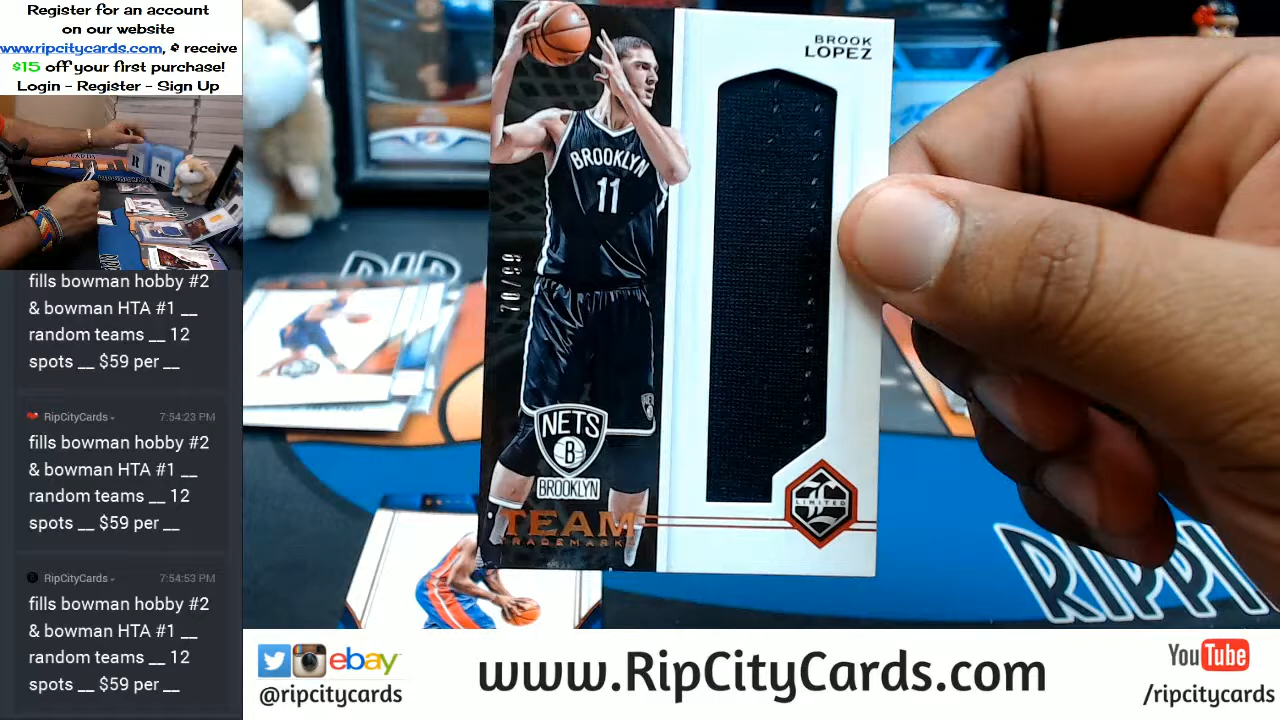 Register for an account
on our website
www.ripcitycards.com, & receive
$15 off your first purchase!
Login - Register - Sign Up
R T
fills bowman hobby #2
& bowman HTA #1 __
random teams __ 12
spots __ $59 per __
RipCityCards
7:54:23 PM
fills bowman hobby #2
& bowman HTA #1 __
random teams __ 12
spots __ $59 per __
RipCityCards
7:54:53 PM
fills bowman hobby #2
& bowman HTA #1 __
random teams __ 12
spots __ $59 per __
BROOK
LOPEZ
BROOKLYN
11
70/99
NETS
B
BROOKLYN
TEAM
TRADEMARKS
LIMITED
RIPP
RIPPI
ebay
@ripcitycards
www.RipCityCards.com
YouTube
/ripcitycards